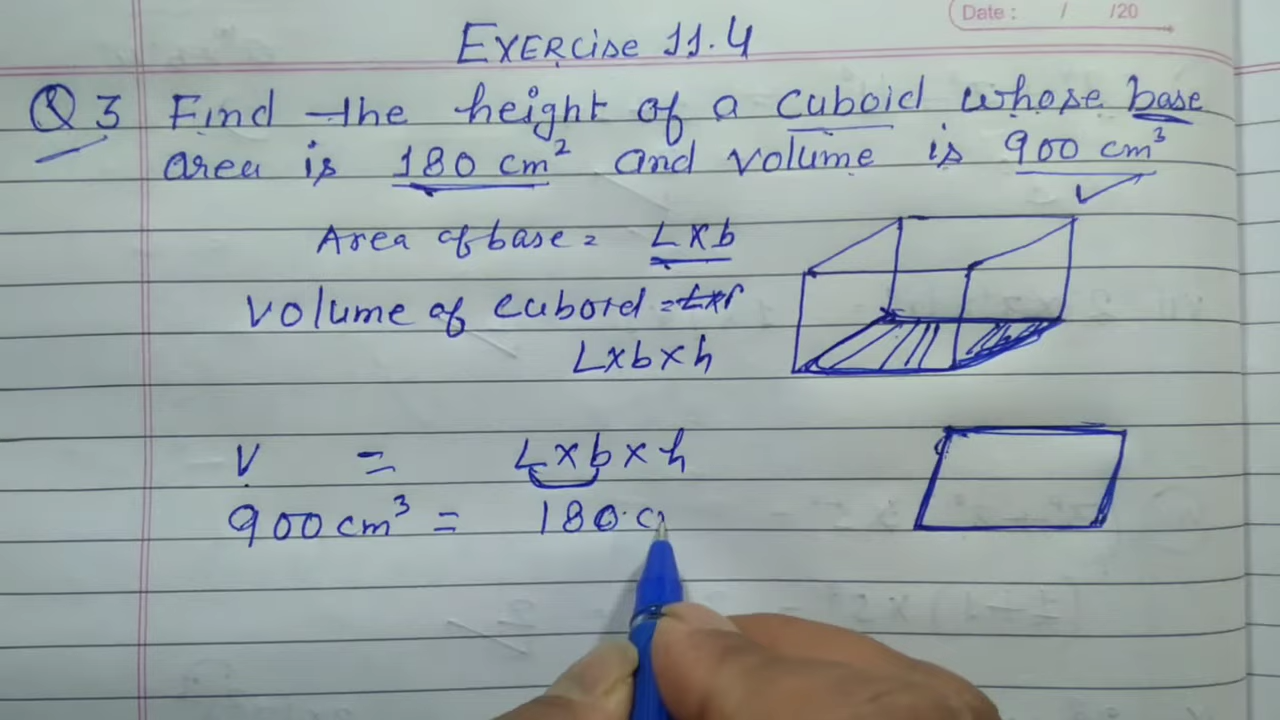 Date : / /20
Exercise 11.4
Q 3 Find the height of a cuboid whose base
area is 180 cm² and volume is 900 cm³
Area of base = L×b
Volume of cuboid =
L×b×h
V = L×b×h
900 cm³ = 180 c